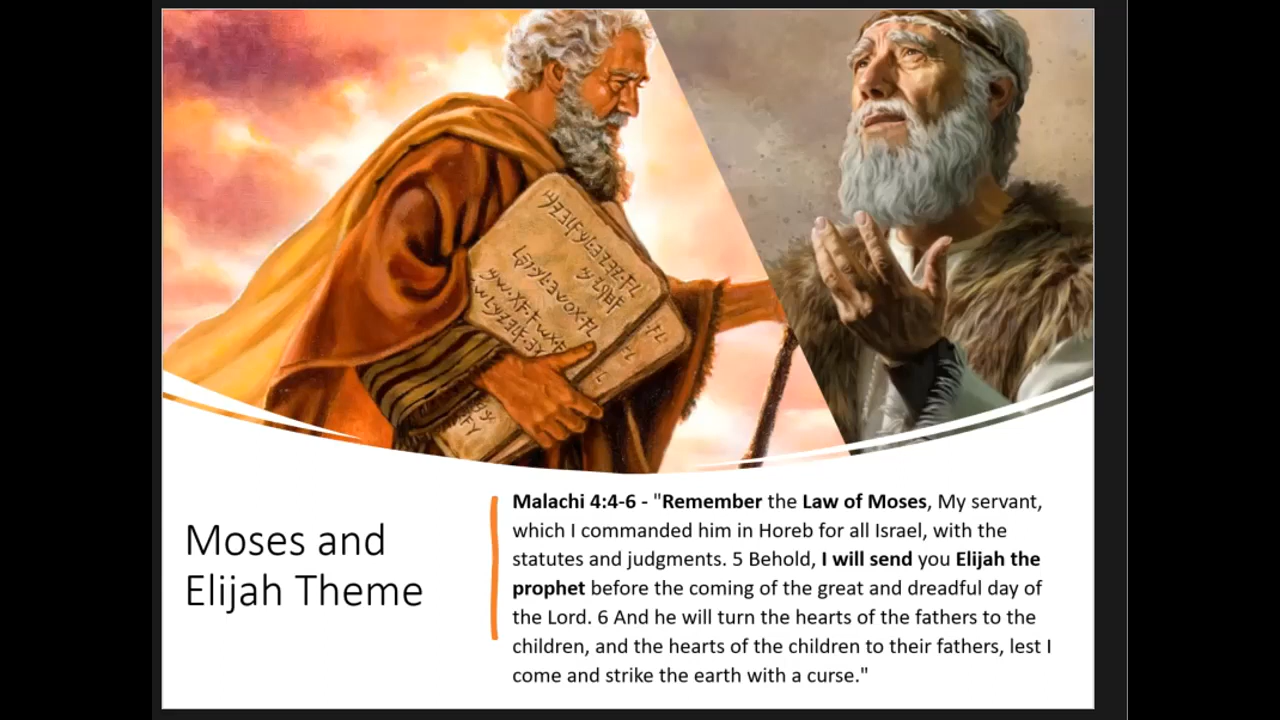 Moses and
Elijah Theme
Malachi 4:4-6 - "Remember the Law of Moses, My servant,
which I commanded him in Horeb for all Israel, with the
statutes and judgments. 5 Behold, I will send you Elijah the
prophet before the coming of the great and dreadful day of
the Lord. 6 And he will turn the hearts of the fathers to the
children, and the hearts of the children to their fathers, lest I
come and strike the earth with a curse."